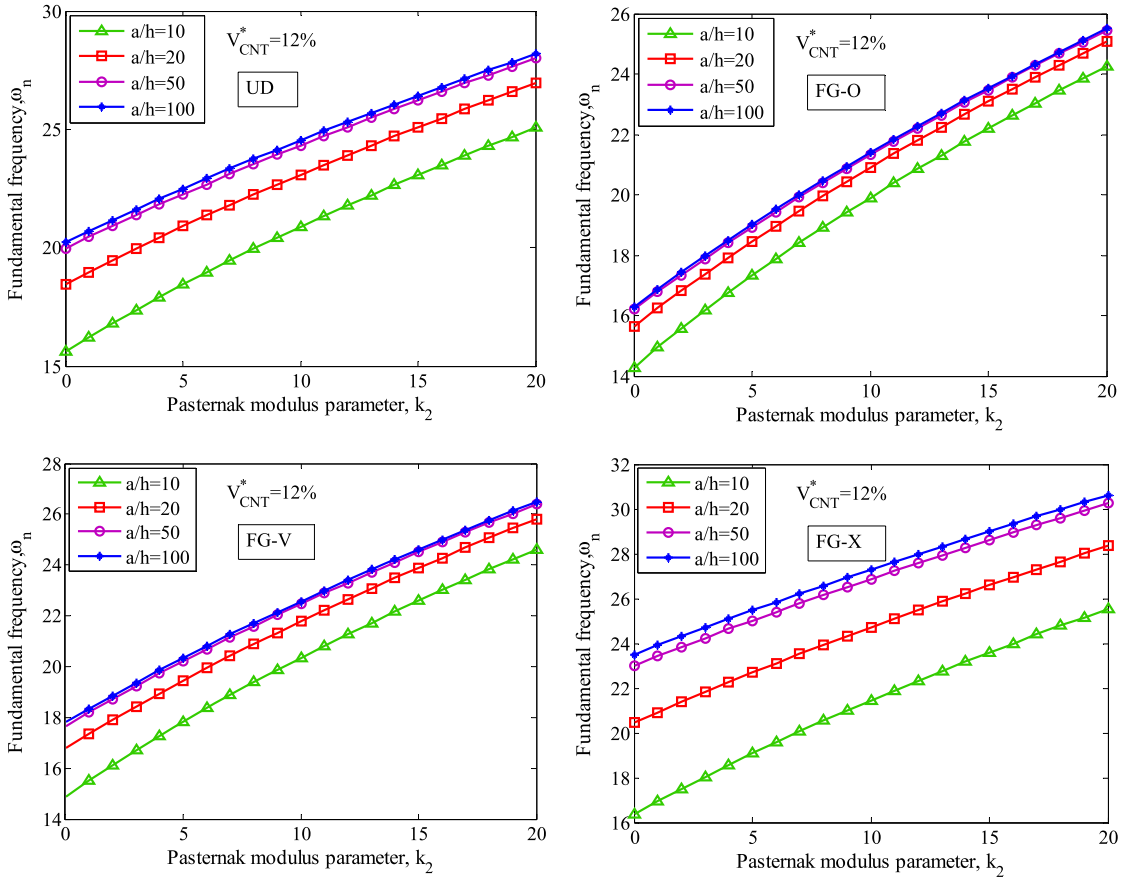 30
25
20
15
Fundamental frequency,ωn
a/h=10
a/h=20
a/h=50
a/h=100
V*CNT=12%
UD
0 5 10 15 20
Pasternak modulus parameter, k2
26
24
22
20
18
16
14
Fundamental frequency,ωn
a/h=10
a/h=20
a/h=50
a/h=100
V*CNT=12%
FG-O
0 5 10 15 20
Pasternak modulus parameter, k2
28
26
24
22
20
18
16
14
Fundamental frequency,ωn
a/h=10
a/h=20
a/h=50
a/h=100
V*CNT=12%
FG-V
0 5 10 15 20
Pasternak modulus parameter, k2
32
30
28
26
24
22
20
18
16
Fundamental frequency,ωn
a/h=10
a/h=20
a/h=50
a/h=100
V*CNT=12%
FG-X
0 5 10 15 20
Pasternak modulus parameter, k2